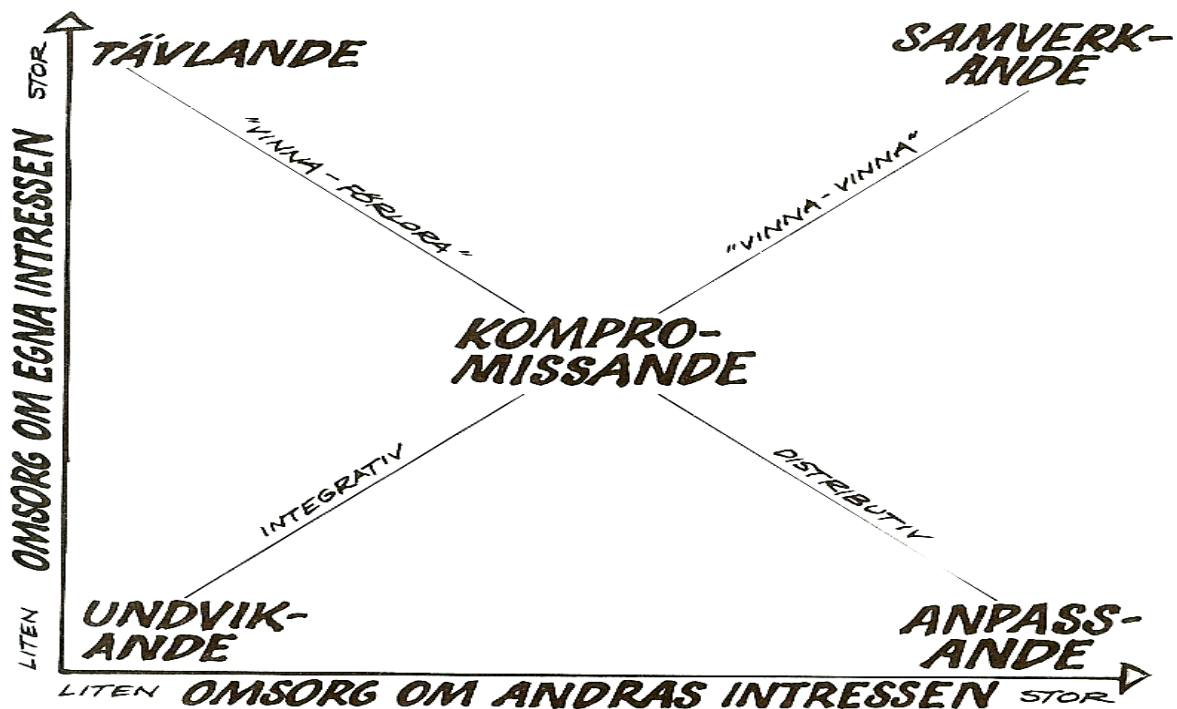 STOR
TÄVLANDE
SAMVERK-
ANDE
"VINNA - FÖRLORA"
"VINNA - VINNA"
OMSORG OM EGNA INTRESSEN
KOMPRO-
MISSANDE
INTEGRATIV
DISTRIBUTIV
LITEN
UNDVIK-
ANDE
ANPASS-
ANDE
LITEN OMSORG OM ANDRAS INTRESSEN STOR